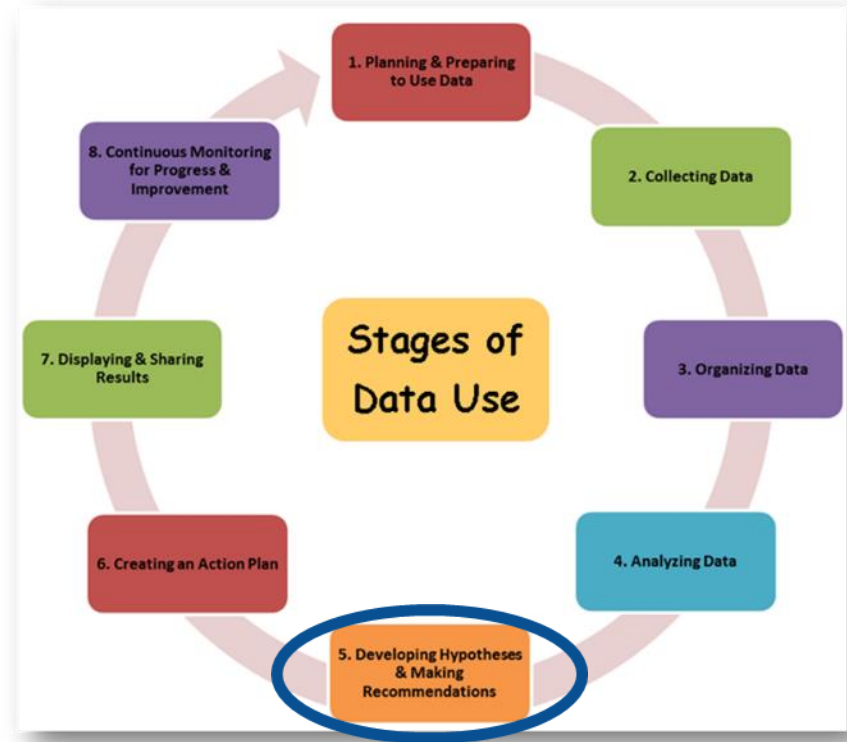 1. Planning & Preparing
to Use Data
2. Collecting Data
3. Organizing Data
4. Analyzing Data
5. Developing Hypotheses
& Making
Recommendations
6. Creating an Action Plan
7. Displaying & Sharing
Results
8. Continuous Monitoring
for Progress &
Improvement
Stages of
Data Use